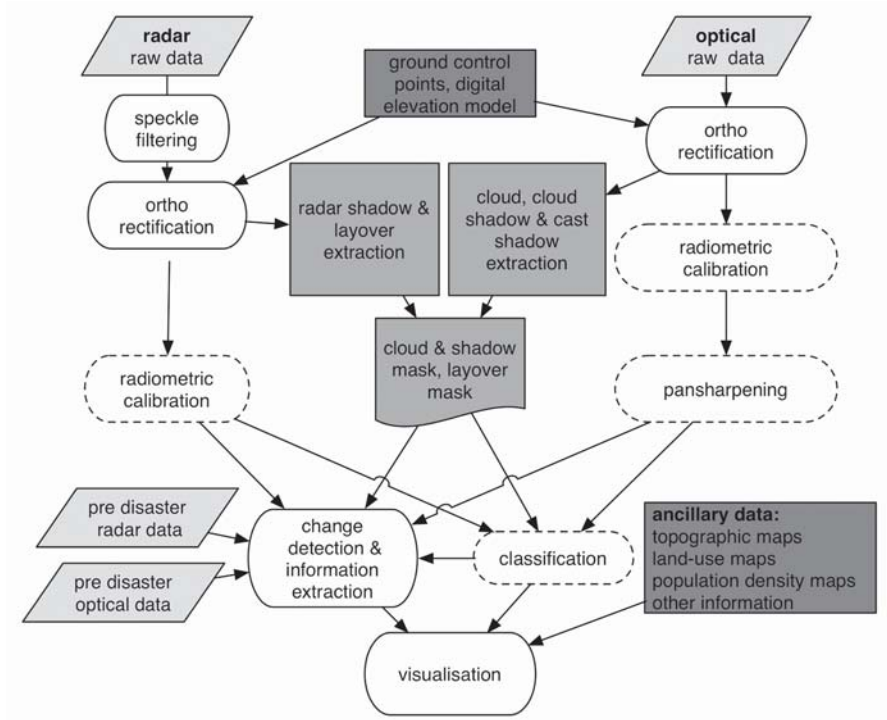 radar
raw data
optical
raw data
ground control
points, digital
elevation model
speckle
filtering
ortho
rectification
ortho
rectification
radar shadow &
layover
extraction
cloud, cloud
shadow & cast
shadow
extraction
radiometric
calibration
cloud & shadow
mask, layover
mask
radiometric
calibration
pansharpening
pre disaster
radar data
change
detection &
information
extraction
classification
ancillary data:
topographic maps
land-use maps
population density maps
other information
pre disaster
optical data
visualisation